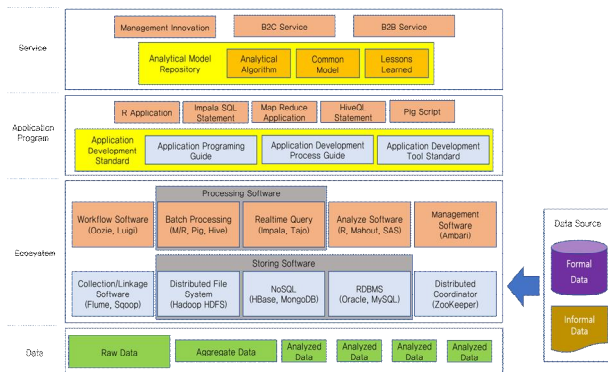 Service
Management Innovation
B2C Service
B2B Service
Analytical Model
Repository
Analytical
Algorithm
Common
Model
Lessons
Learned
Application
Program
R Application
Impala SQL
Statement
Map Reduce
Application
HiveQL
Statement
Pig Script
Application
Development
Standard
Application Programing
Guide
Application Development
Process Guide
Application Development
Tool Standard
Ecosystem
Processing Software
Workflow Software
(Oozie, Luigi)
Batch Processing
(M/R, Pig, Hive)
Realtime Query
(Impala, Tajo)
Analyze Software
(R, Mahout, SAS)
Management
Software
(Ambari)
Storing Software
Collection/Linkage
Software
(Flume, Sqoop)
Distributed File
System
(Hadoop HDFS)
NoSQL
(HBase, MongoDB)
RDBMS
(Oracle, MySQL)
Distributed
Coordinator
(ZooKeeper)
Data Source
Formal
Data
Informal
Data
Data
Raw Data
Aggregate Data
Analyzed
Data
Analyzed
Data
Analyzed
Data
Analyzed
Data